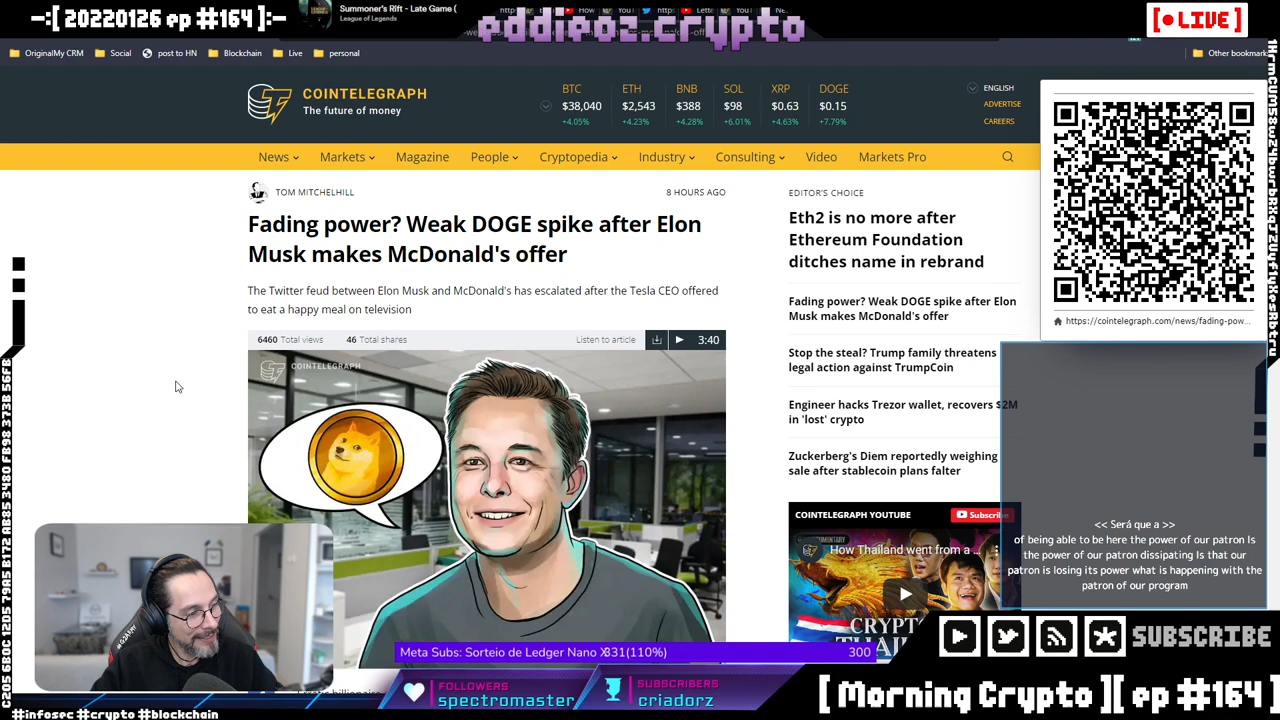 -:[ 20220126 ep #164 ]:-
Summoner's Rift - Late Game (
League of Legends
eddieoz.crypto
[●LIVE]
OriginalMy CRM
Social
post to HN
Blockchain
Live
personal
Other bookmark
COINTELEGRAPH
The future of money
BTC ETH BNB SOL XRP DOGE
$38,040 $2,543 $388 $98 $0.63 $0.15
+4.05% +4.23% +4.28% +6.01% +4.63% +7.79%
ENGLISH
ADVERTISE
CAREERS
News Markets Magazine People Cryptopedia Industry Consulting Video Markets Pro
TOM MITCHELHILL
8 HOURS AGO
Fading power? Weak DOGE spike after Elon
Musk makes McDonald's offer
The Twitter feud between Elon Musk and McDonald's has escalated after the Tesla CEO offered
to eat a happy meal on television
6460 Total views 46 Total shares
Listen to article
3:40
COINTELEGRAPH
EDITOR'S CHOICE
Eth2 is no more after
Ethereum Foundation
ditches name in rebrand
Fading power? Weak DOGE spike after Elon
Musk makes McDonald's offer
Stop the steal? Trump family threatens
legal action against TrumpCoin
Engineer hacks Trezor wallet, recovers $2M
in 'lost' crypto
Zuckerberg's Diem reportedly weighing
sale after stablecoin plans falter
COINTELEGRAPH YOUTUBE
Subscribe
How Thailand went from a ...
CRYPTO
https://cointelegraph.com/news/fading-pow...
<< Será que a >>
of being able to be here the power of our patron Is
the power of our patron dissipating Is that our
patron is losing its power what is happening with the
patron of our program
SUBSCRIBE
Meta Subs: Sorteio de Ledger Nano X
331(110%)
300
FOLLOWERS
spectromaster
SUBSCRIBERS
criadorz
[ Morning Crypto ][ ep #164 ]
#infosec #crypto #blockchain